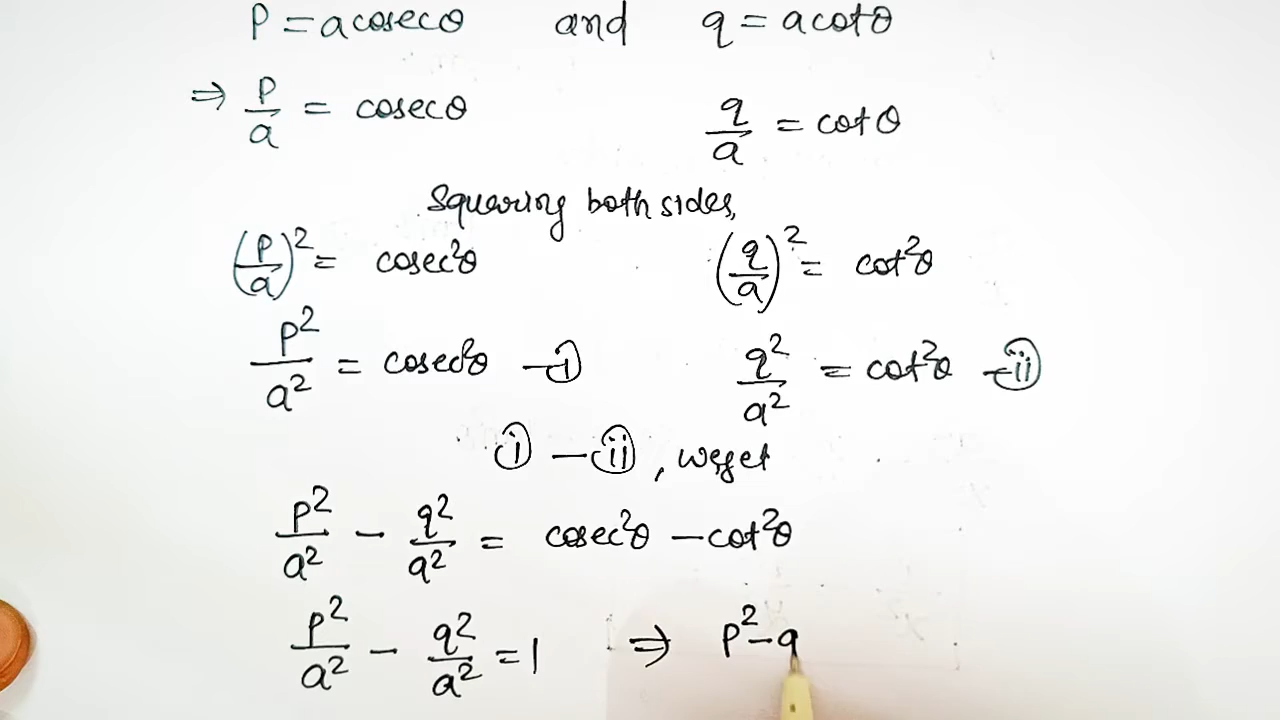 P = a cosecθ and q = a cotθ
⇒ P/a = cosecθ q/a = cotθ
Squaring both sides,
(P/a)² = cosec²θ (q/a)² = cot²θ
P²/a² = cosec²θ —(i) q²/a² = cot²θ —(ii)
(i) — (ii), we get
P²/a² — q²/a² = cosec²θ — cot²θ
P²/a² — q²/a² = 1 ⇒ P² — q